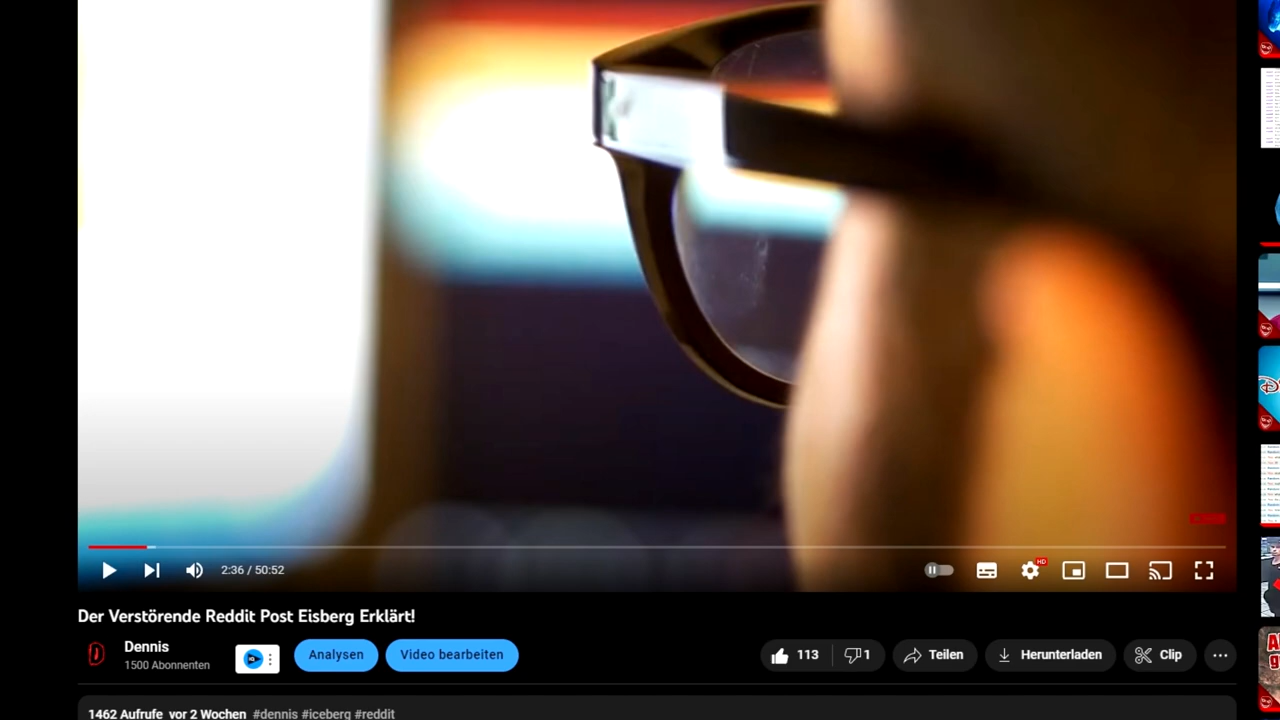 2:36 / 50:52
HD
Der Verstörende Reddit Post Eisberg Erklärt!
Dennis
1500 Abonnenten
Analysen
Video bearbeiten
113
1
Teilen
Herunterladen
Clip
1462 Aufrufe vor 2 Wochen #dennis #iceberg #reddit